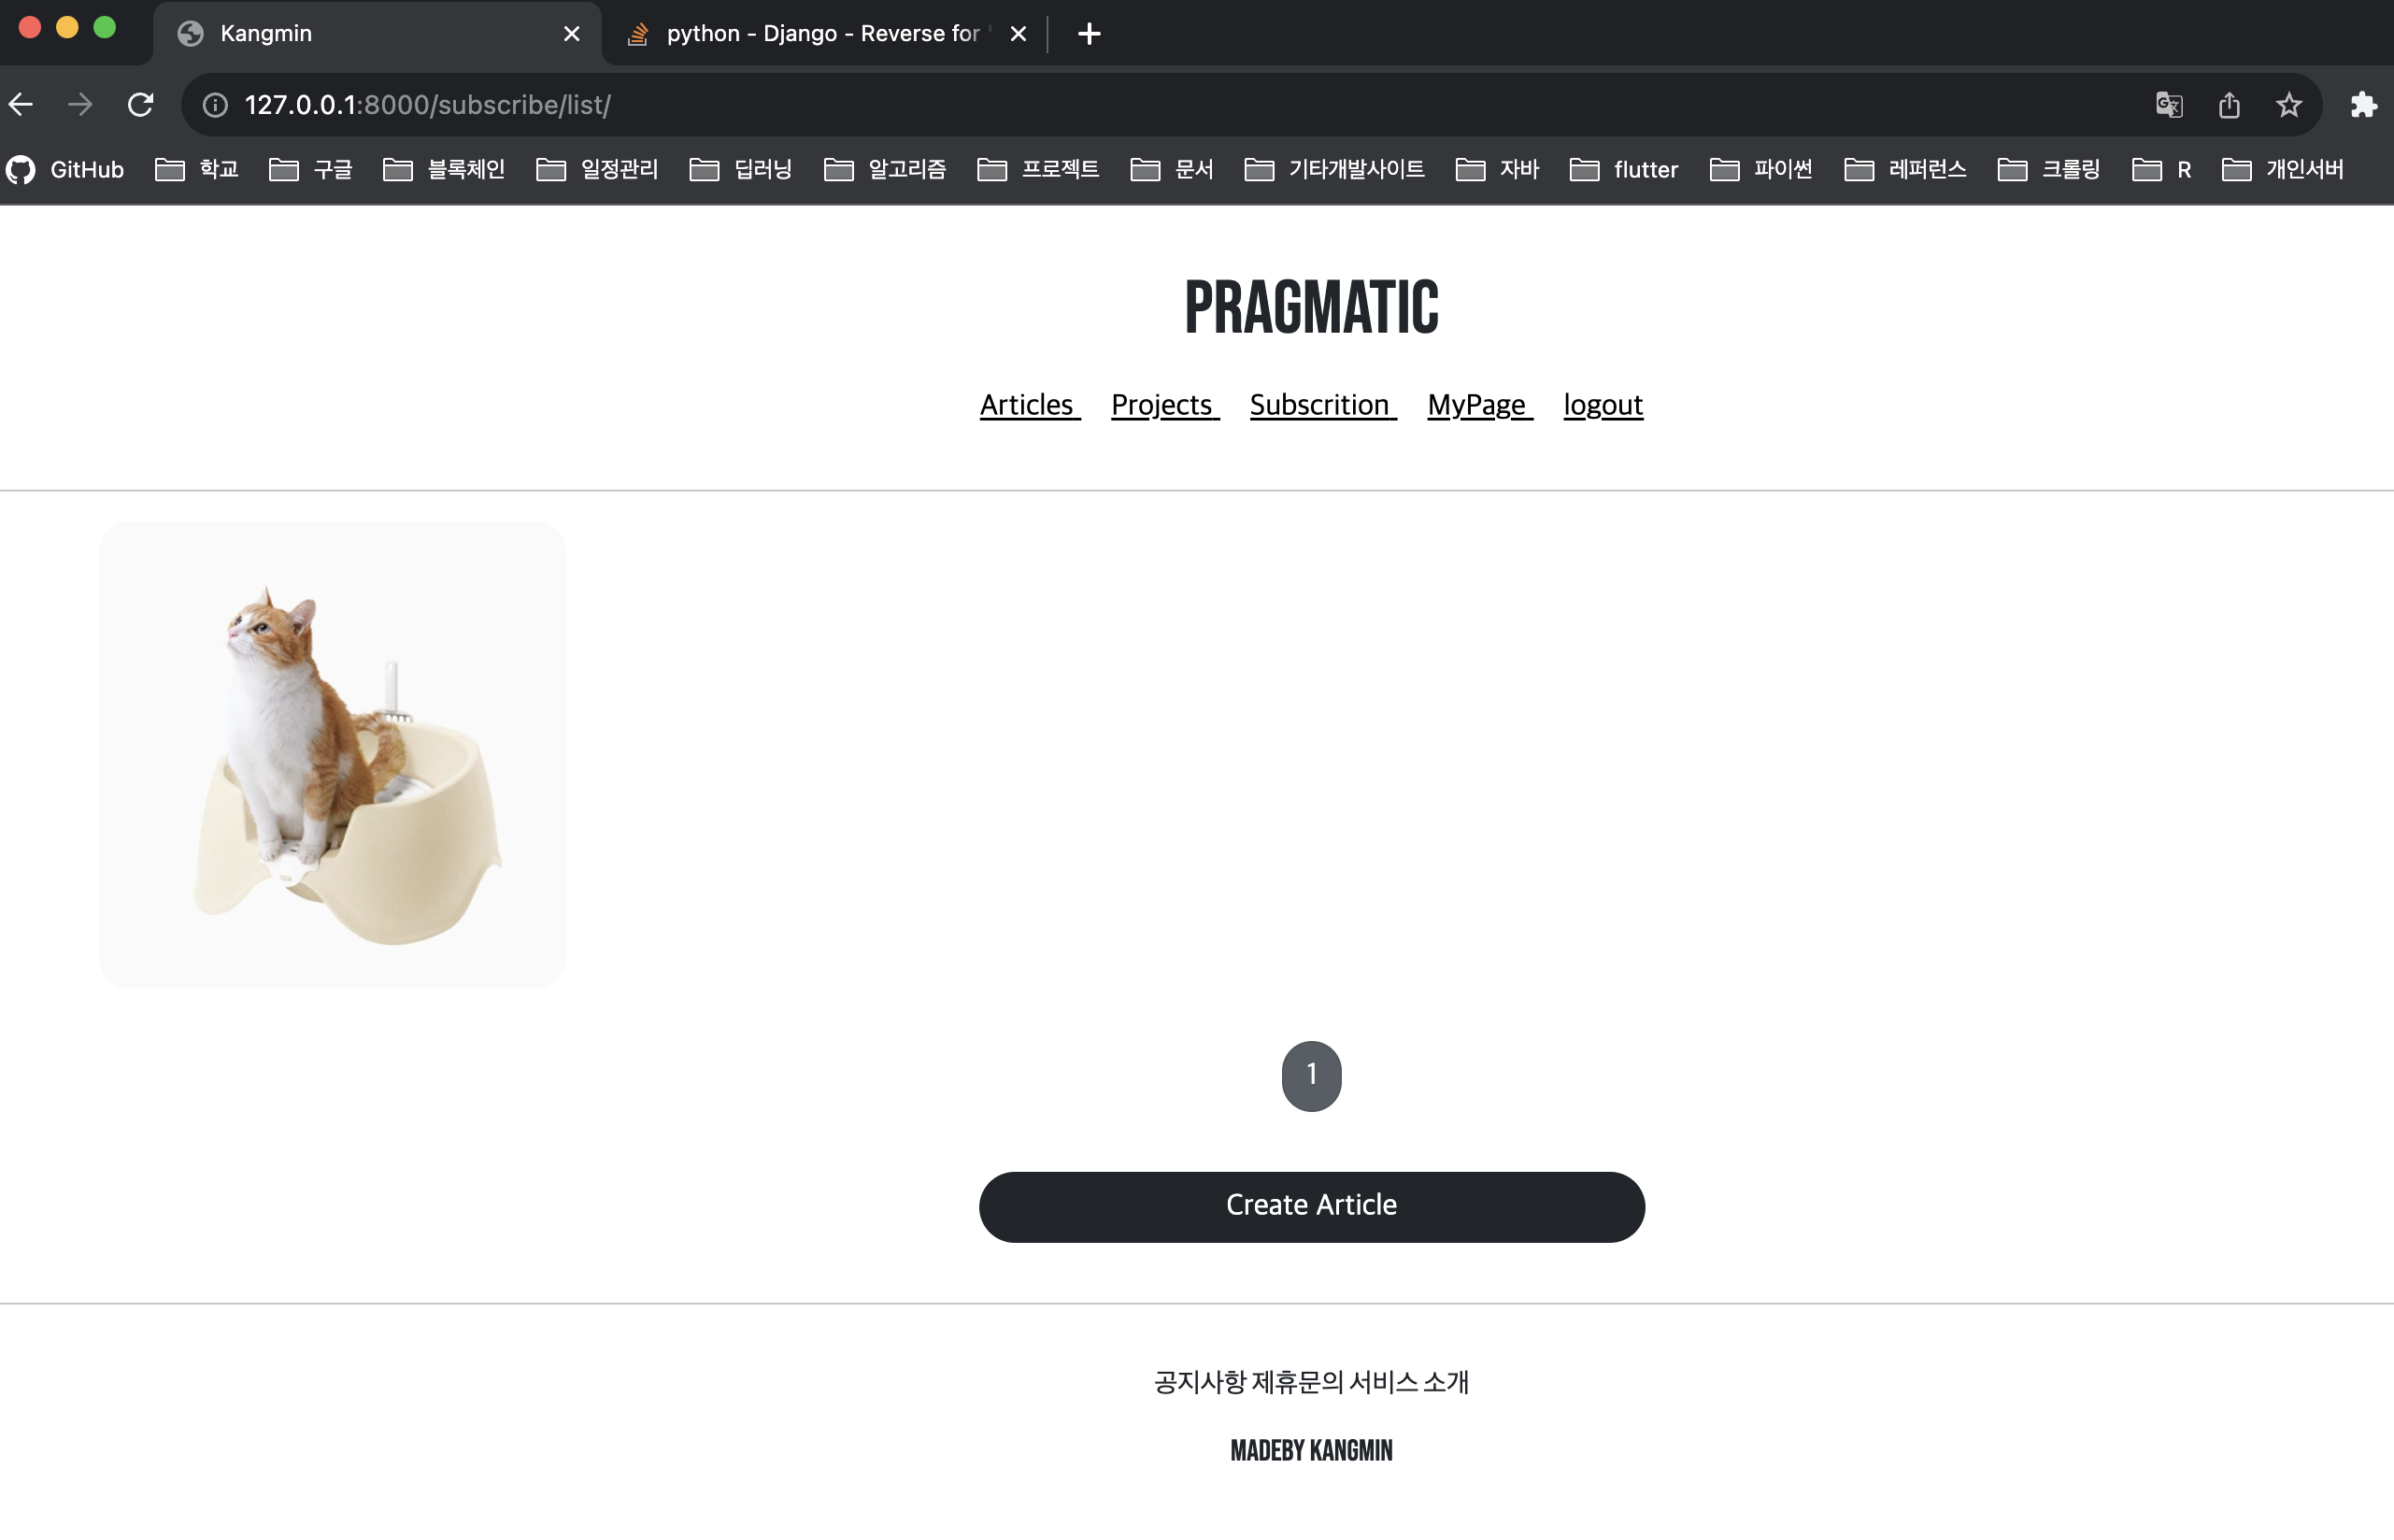 Kangmin
python - Django - Reverse for '
127.0.0.1:8000/subscribe/list/
GitHub 학교 구글 블록체인 일정관리 딥러닝 알고리즘 프로젝트 문서 기타개발사이트 자바 flutter 파이썬 레퍼런스 크롤링 R 개인서버
PRAGMATIC
Articles Projects Subscrition MyPage logout
1
Create Article
공지사항 제휴문의 서비스 소개
MADEBY KANGMIN